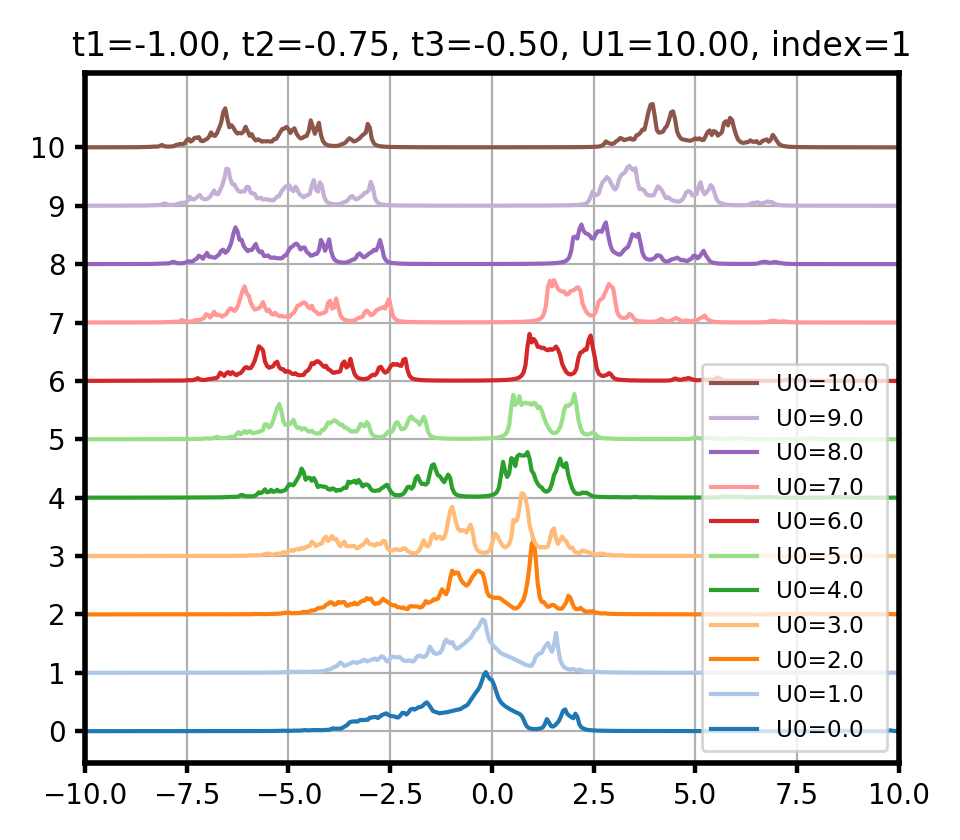 t1=-1.00, t2=-0.75, t3=-0.50, U1=10.00, index=1
10
9
8
7
6
5
4
3
2
1
0
U0=10.0
U0=9.0
U0=8.0
U0=7.0
U0=6.0
U0=5.0
U0=4.0
U0=3.0
U0=2.0
U0=1.0
U0=0.0
−10.0 −7.5 −5.0 −2.5 0.0 2.5 5.0 7.5 10.0